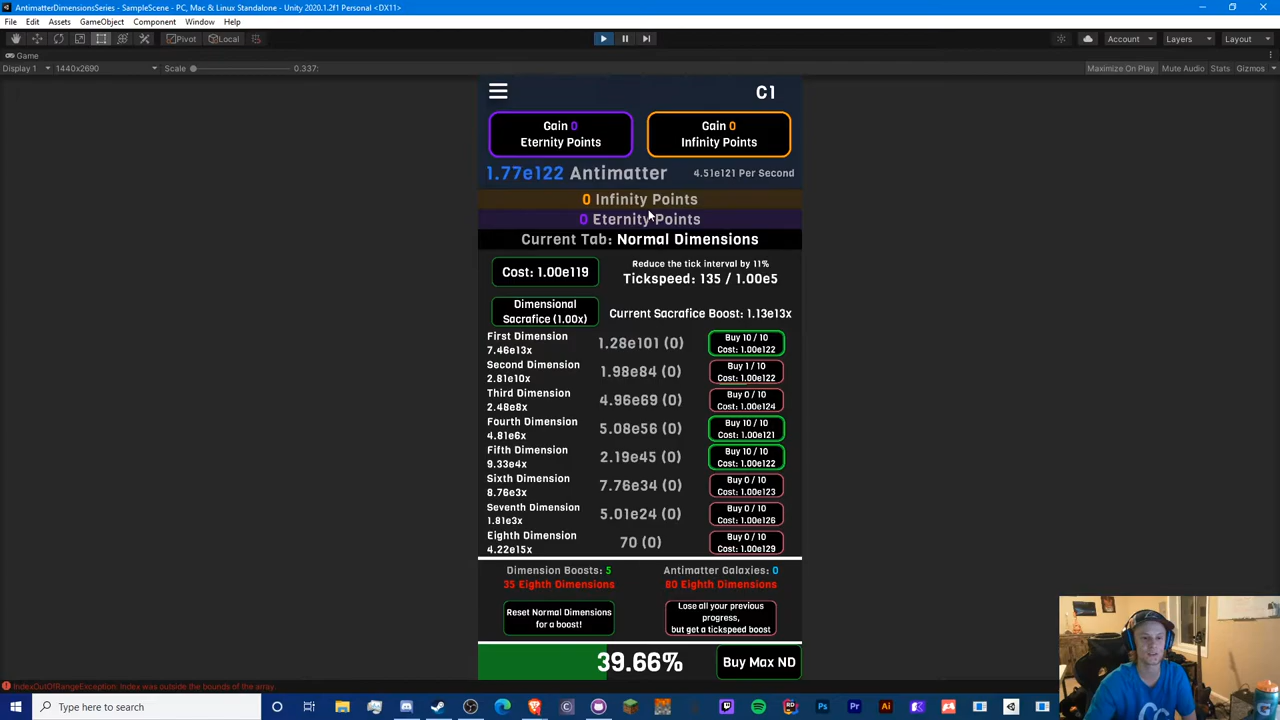 AntimatterDimensionsSeries - SampleScene - PC, Mac & Linux Standalone - Unity 2020.1.2f1 Personal <DX11>
File Edit Assets GameObject Component Window Help
Pivot Local Account Layers Layout
Game
Display 1 1440x2690 Scale 0.337: Maximize On Play Mute Audio Stats Gizmos
C1
Gain 0 Eternity Points
Gain 0 Infinity Points
1.77e122 Antimatter 4.51e121 Per Second
0 Infinity Points
0 Eternity Points
Current Tab: Normal Dimensions
Cost: 1.00e119
Reduce the tick interval by 11%
Tickspeed: 135 / 1.00e5
Dimensional
Sacrafice (1.00x)
Current Sacrafice Boost: 1.13e13x
First Dimension
7.46e13x
1.28e101 (0)
Buy 10 / 10
Cost: 1.00e122
Second Dimension
2.81e10x
1.98e84 (0)
Buy 1 / 10
Cost: 1.00e122
Third Dimension
2.48e8x
4.96e69 (0)
Buy 0 / 10
Cost: 1.00e124
Fourth Dimension
4.81e6x
5.08e56 (0)
Buy 10 / 10
Cost: 1.00e121
Fifth Dimension
9.33e4x
2.19e45 (0)
Buy 10 / 10
Cost: 1.00e122
Sixth Dimension
8.76e3x
7.76e34 (0)
Buy 0 / 10
Cost: 1.00e123
Seventh Dimension
1.81e3x
5.01e24 (0)
Buy 0 / 10
Cost: 1.00e126
Eighth Dimension
4.22e15x
70 (0)
Buy 0 / 10
Cost: 1.00e129
Dimension Boosts: 5
35 Eighth Dimensions
Antimatter Galaxies: 0
80 Eighth Dimensions
Reset Normal Dimensions
for a boost!
Lose all your previous
progress,
but get a tickspeed boost
39.66%
Buy Max ND
IndexOutOfRangeException: Index was outside the bounds of the array.
Type here to search